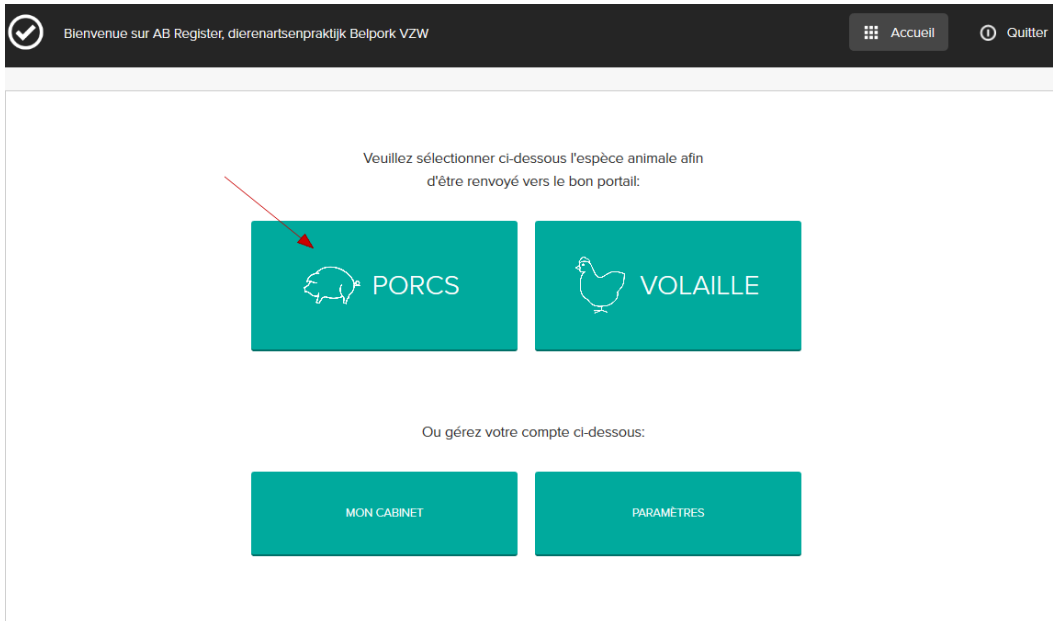 Bienvenue sur AB Register, dierenartsenpraktijk Belpork VZW
Accueil
Quitter
Veuillez sélectionner ci-dessous l'espèce animale afin
d'être renvoyé vers le bon portail:
PORCS
VOLAILLE
Ou gérez votre compte ci-dessous:
MON CABINET
PARAMÈTRES